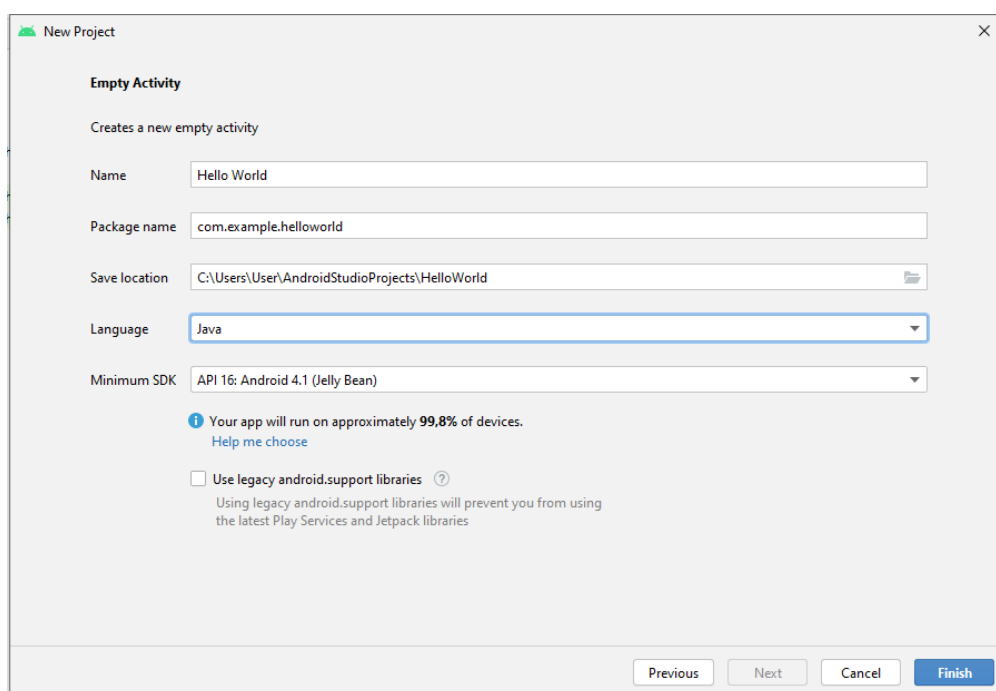 New Project
Empty Activity
Creates a new empty activity
Name
Hello World
Package name
com.example.helloworld
Save location
C:\Users\User\AndroidStudioProjects\HelloWorld
Language
Java
Minimum SDK
API 16: Android 4.1 (Jelly Bean)
Your app will run on approximately 99,8% of devices.
Help me choose
Use legacy android.support libraries ?
Using legacy android.support libraries will prevent you from using
the latest Play Services and Jetpack libraries
Previous Next Cancel Finish